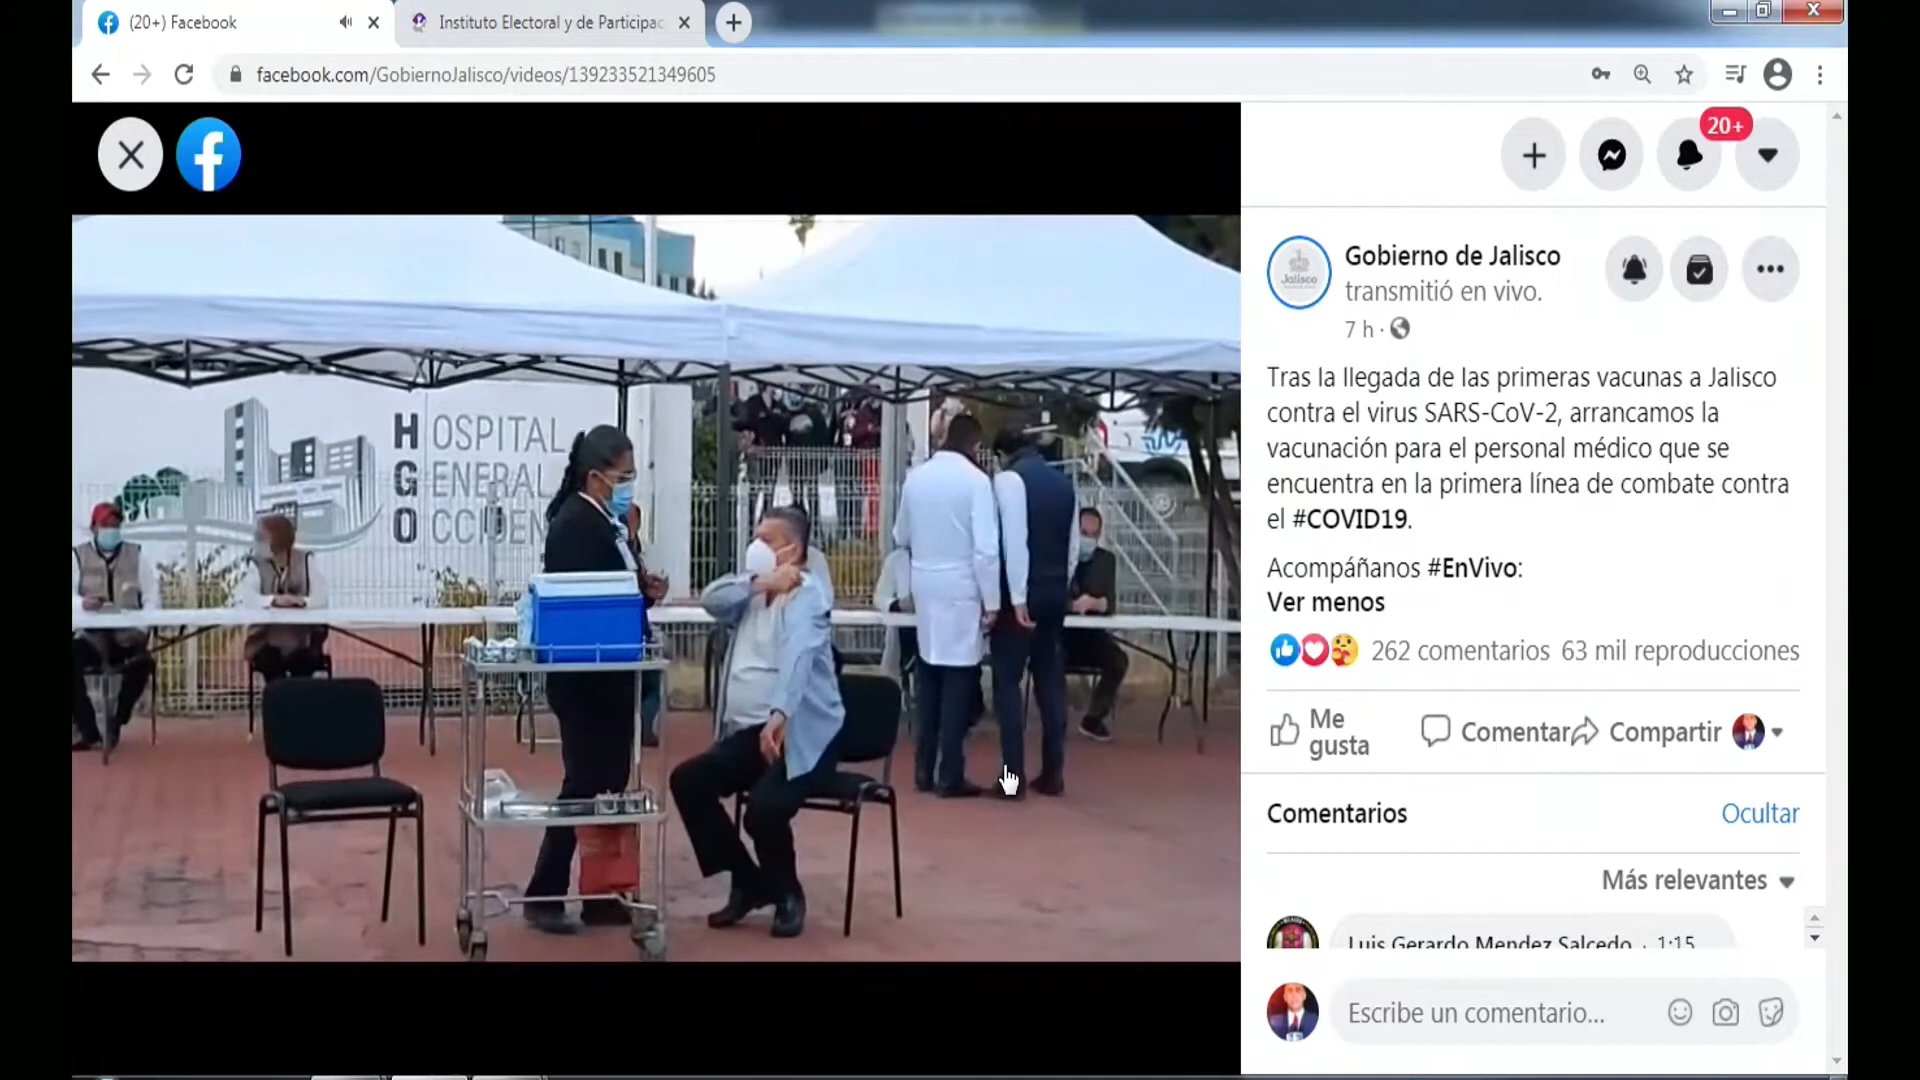 (20+) Facebook
Instituto Electoral y de Participac
facebook.com/GobiernoJalisco/videos/139233521349605
20+
Gobierno de Jalisco
transmitió en vivo.
7 h ·
Jalisco
Tras la llegada de las primeras vacunas a Jalisco
contra el virus SARS-CoV-2, arrancamos la
vacunación para el personal médico que se
encuentra en la primera línea de combate contra
el #COVID19.
Acompáñanos #EnVivo:
Ver menos
262 comentarios 63 mil reproducciones
Me gusta
Comentar
Compartir
Comentarios
Ocultar
Más relevantes
Luis Gerardo Mendez Salcedo · 1:15
Escribe un comentario...
HOSPITAL
GENERAL
OCCIDEN